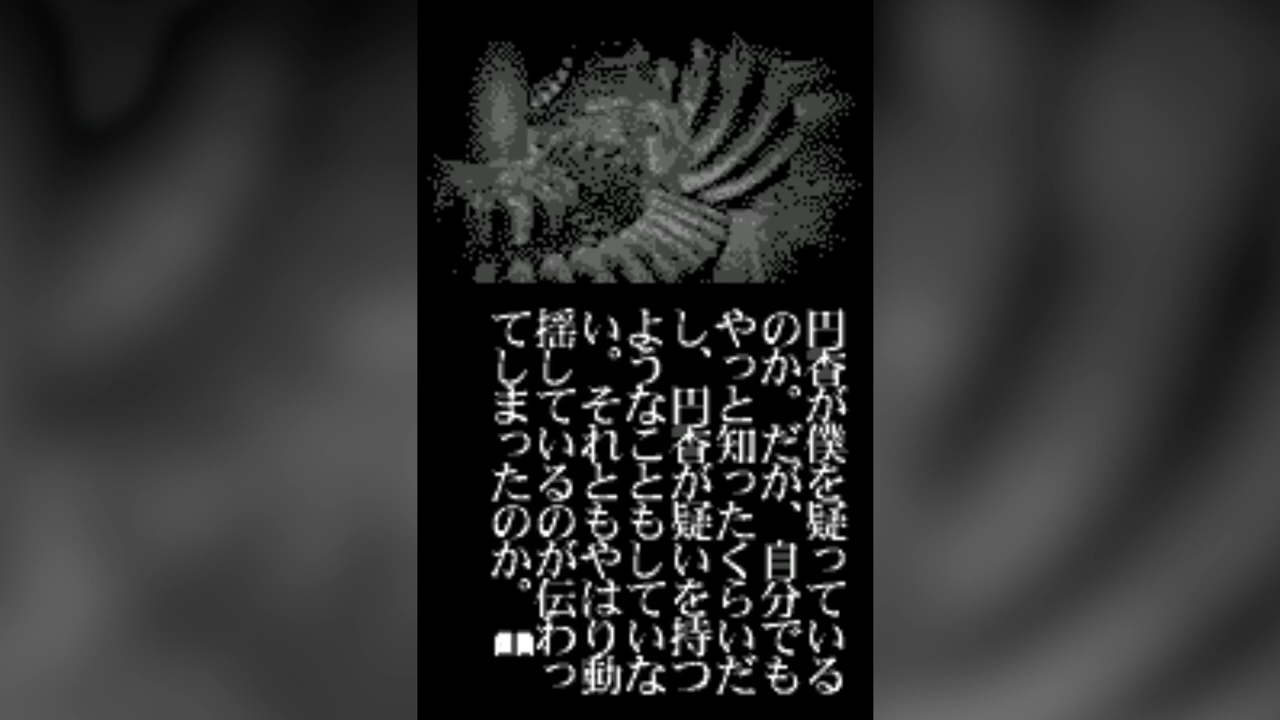 円香が僕を疑っている
のか。だが、自分でも
やっと知ったくらいだ
し、円香が疑いを持つ
ようなこともしていな
い。それともやはり動
揺しているのが伝わっ
てしまったのか。